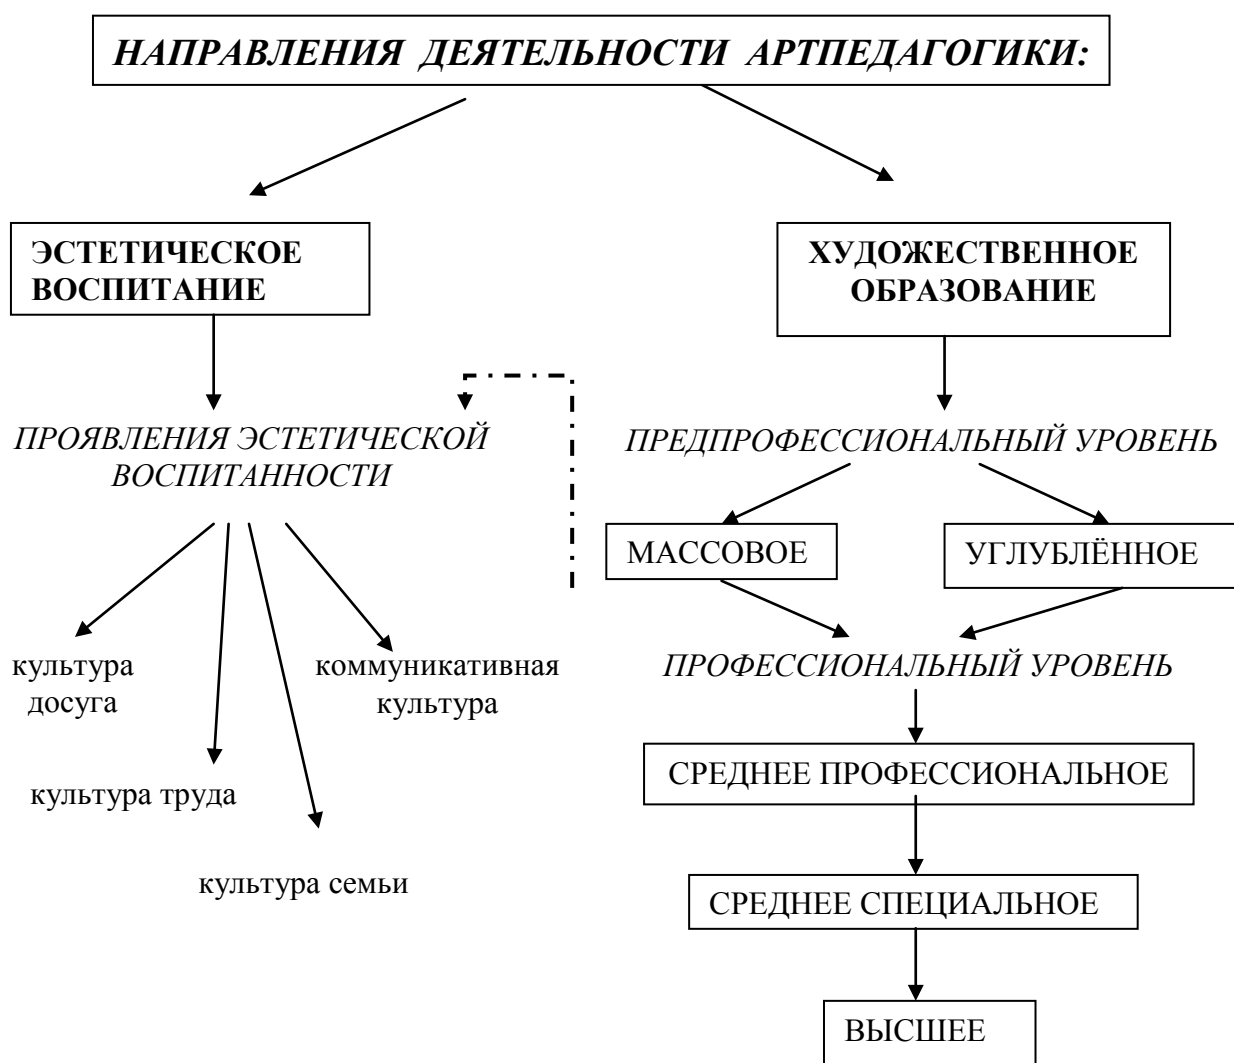 НАПРАВЛЕНИЯ ДЕЯТЕЛЬНОСТИ АРТПЕДАГОГИКИ:
ЭСТЕТИЧЕСКОЕ
ВОСПИТАНИЕ
ХУДОЖЕСТВЕННОЕ
ОБРАЗОВАНИЕ
ПРОЯВЛЕНИЯ ЭСТЕТИЧЕСКОЙ
ВОСПИТАННОСТИ
ПРЕДПРОФЕССИОНАЛЬНЫЙ УРОВЕНЬ
МАССОВОЕ
УГЛУБЛЁННОЕ
культура
досуга
коммуникативная
культура
ПРОФЕССИОНАЛЬНЫЙ УРОВЕНЬ
культура труда
СРЕДНЕЕ ПРОФЕССИОНАЛЬНОЕ
культура семьи
СРЕДНЕЕ СПЕЦИАЛЬНОЕ
ВЫСШЕЕ